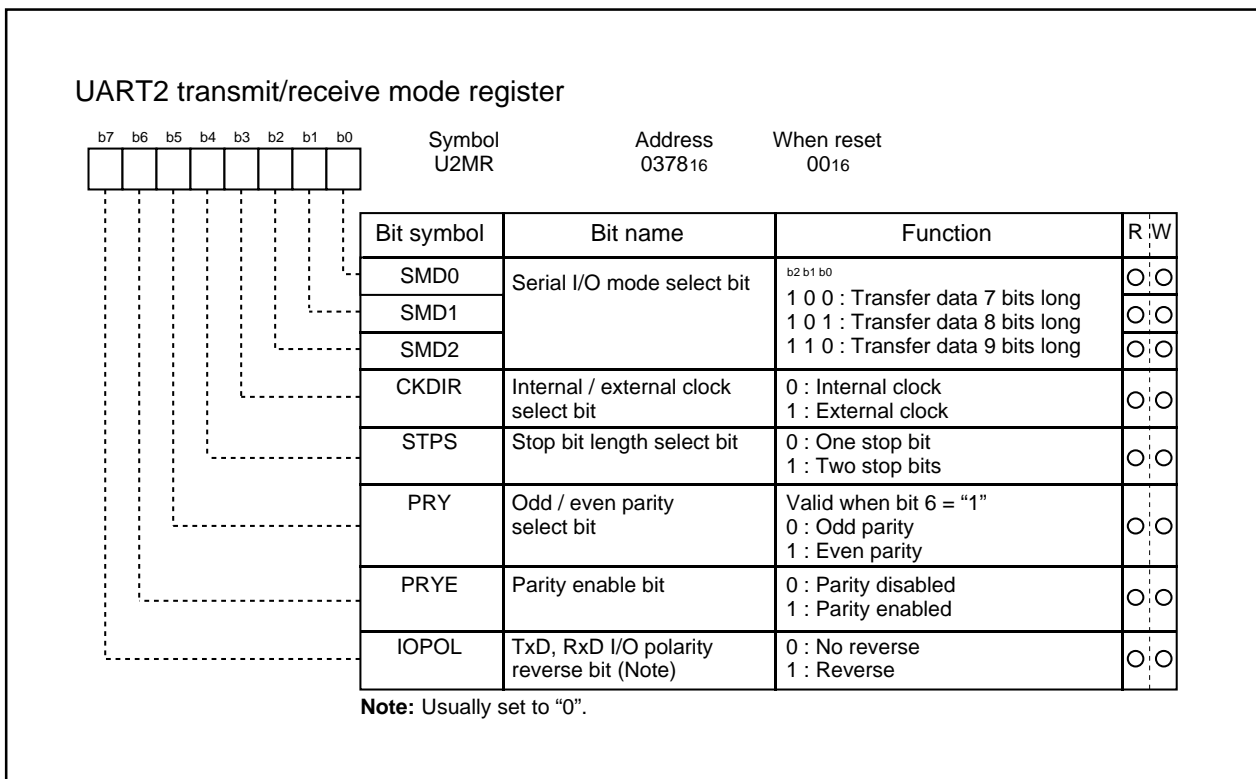 UART2 transmit/receive mode register
b7 b6 b5 b4 b3 b2 b1 b0
Symbol Address When reset
U2MR 037816 0016
Bit symbol Bit name Function R W
SMD0 Serial I/O mode select bit b2 b1 b0
1 0 0 : Transfer data 7 bits long
SMD1 1 0 1 : Transfer data 8 bits long
SMD2 1 1 0 : Transfer data 9 bits long
CKDIR Internal / external clock 0 : Internal clock
select bit 1 : External clock
STPS Stop bit length select bit 0 : One stop bit
1 : Two stop bits
PRY Odd / even parity Valid when bit 6 = “1”
select bit 0 : Odd parity
1 : Even parity
PRYE Parity enable bit 0 : Parity disabled
1 : Parity enabled
IOPOL TxD, RxD I/O polarity 0 : No reverse
reverse bit (Note) 1 : Reverse
Note: Usually set to “0”.